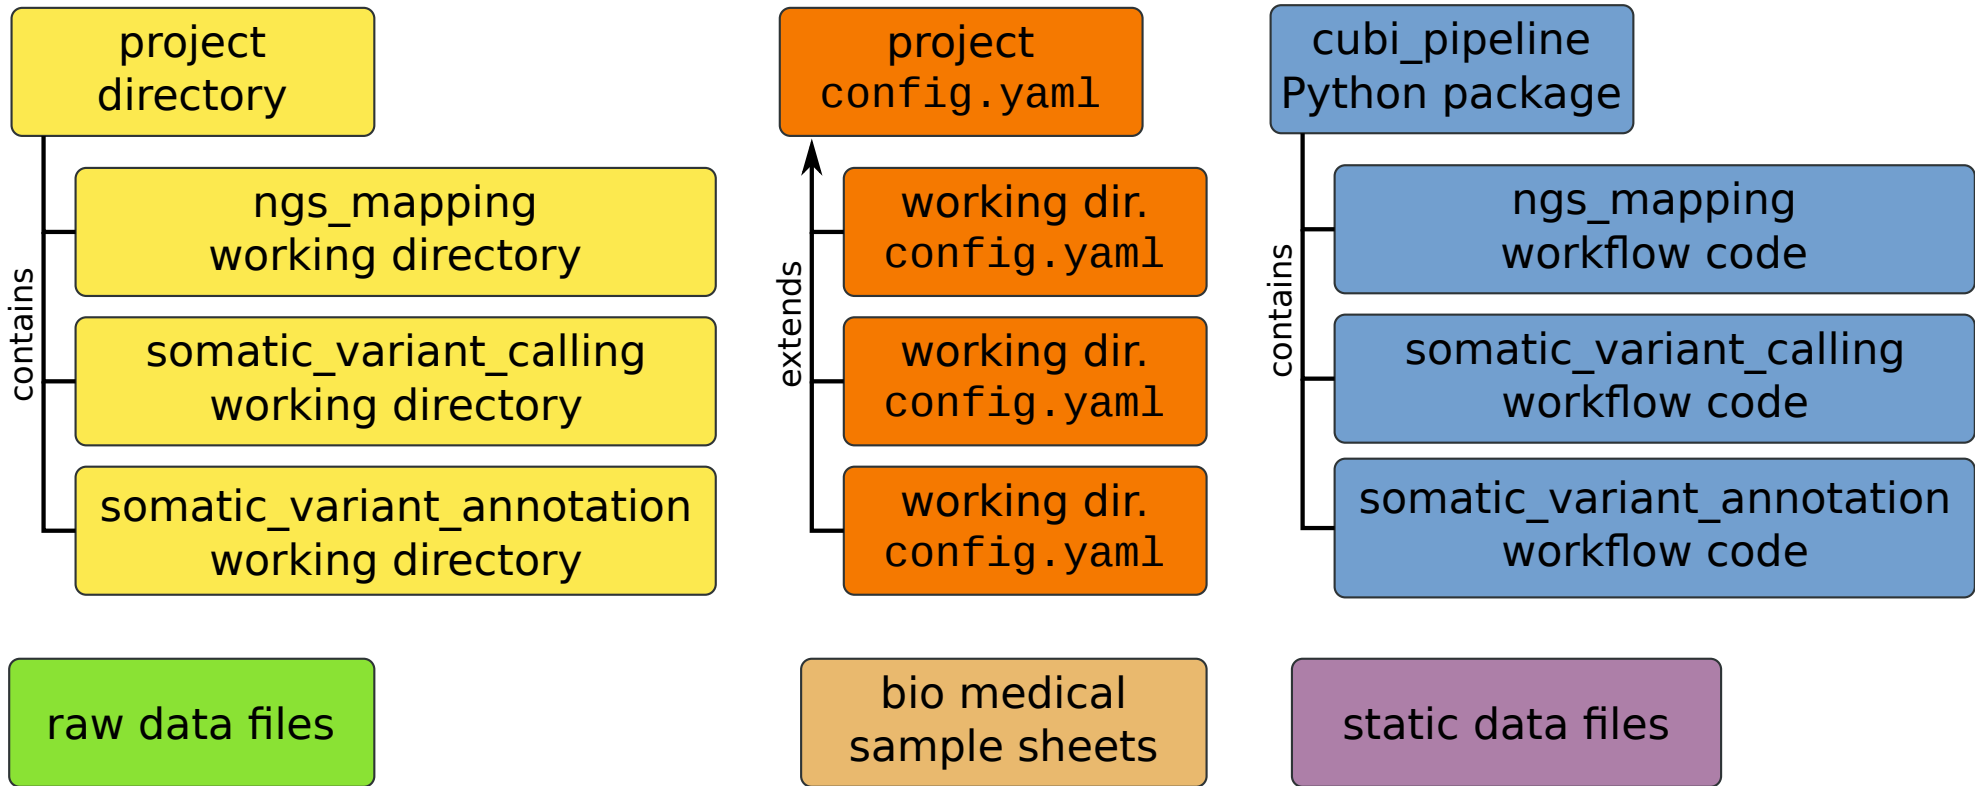 project
directory
contains
ngs_mapping
working directory
somatic_variant_calling
working directory
somatic_variant_annotation
working directory
project
config.yaml
extends
working dir.
config.yaml
working dir.
config.yaml
working dir.
config.yaml
cubi_pipeline
Python package
contains
ngs_mapping
workflow code
somatic_variant_calling
workflow code
somatic_variant_annotation
workflow code
raw data files
bio medical
sample sheets
static data files